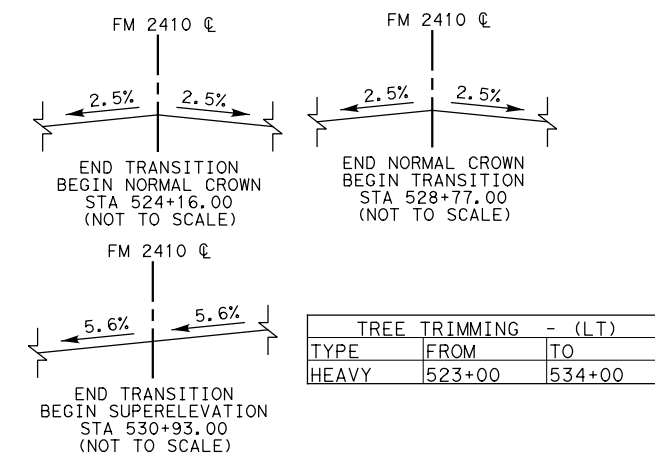 FM 2410 ℄
2.5% 2.5%
END TRANSITION
BEGIN NORMAL CROWN
STA 524+16.00
(NOT TO SCALE)
FM 2410 ℄
2.5% 2.5%
END NORMAL CROWN
BEGIN TRANSITION
STA 528+77.00
(NOT TO SCALE)
FM 2410 ℄
5.6% 5.6%
END TRANSITION
BEGIN SUPERELEVATION
STA 530+93.00
(NOT TO SCALE)
TREE TRIMMING - (LT)
TYPE FROM TO
HEAVY 523+00 534+00